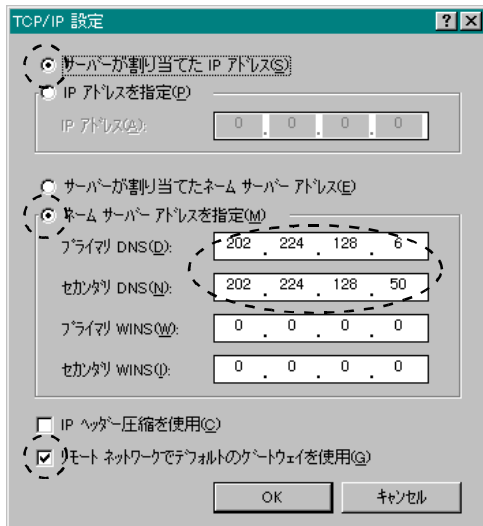 TCP/IP 設定
サーバーが割り当てた IP アドレス(S)
IP アドレスを指定(P)
IP アドレス(A): 0 . 0 . 0 . 0
サーバーが割り当てたネーム サーバー アドレス(E)
ネーム サーバー アドレスを指定(M)
プライマリ DNS(D): 202 . 224 . 128 . 6
セカンダリ DNS(N): 202 . 224 . 128 . 50
プライマリ WINS(W): 0 . 0 . 0 . 0
セカンダリ WINS(I): 0 . 0 . 0 . 0
IP ヘッダー圧縮を使用(C)
リモート ネットワークでデフォルトのゲートウェイを使用(G)
OK キャンセル